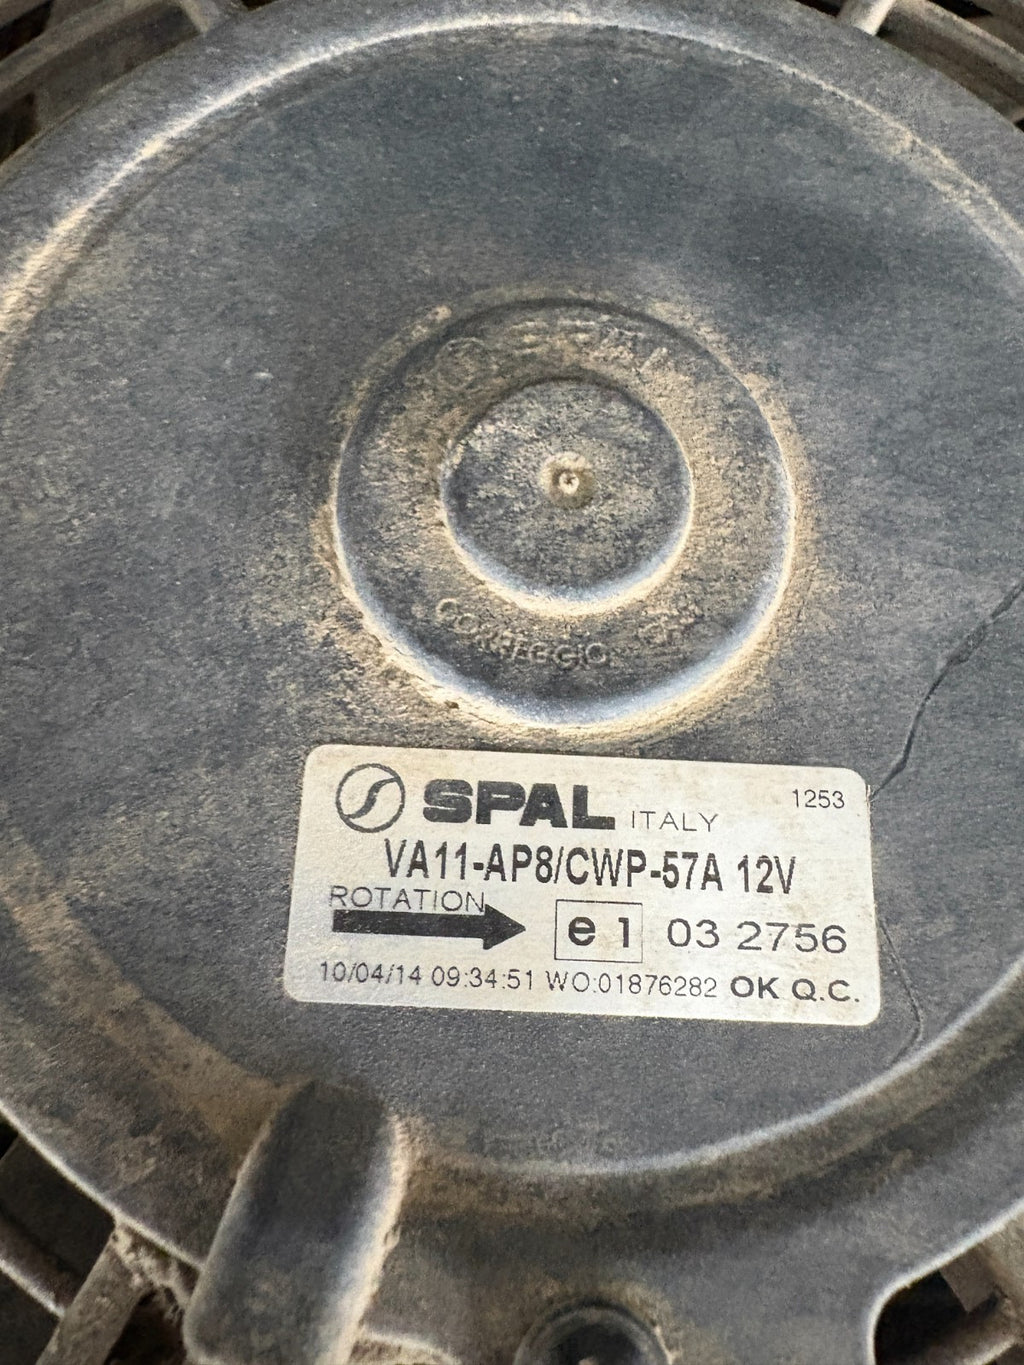 SPAL
CORREGGIO
SPAL ITALY 1253
VA11-AP8/CWP-57A 12V
ROTATION
e 1 03 2756
10/04/14 09:34:51 WO:01876282 OK Q.C.